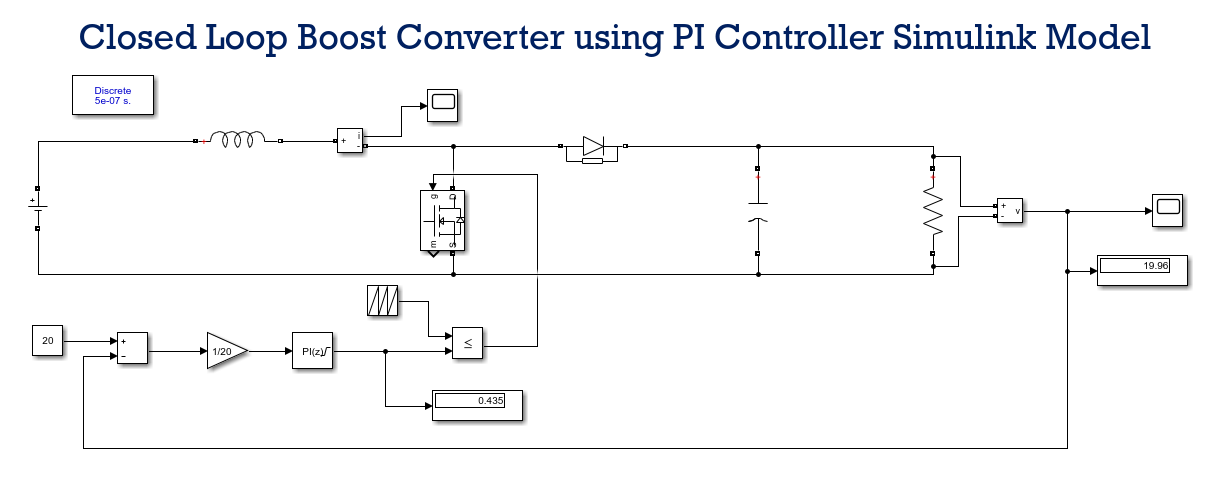 Closed Loop Boost Converter using PI Controller Simulink Model
Discrete
5e-07 s.
+
i
-
+
g
D
m
S
+
-
v
19.96
20
+
−
1/20
PI(z)
≤
0.435